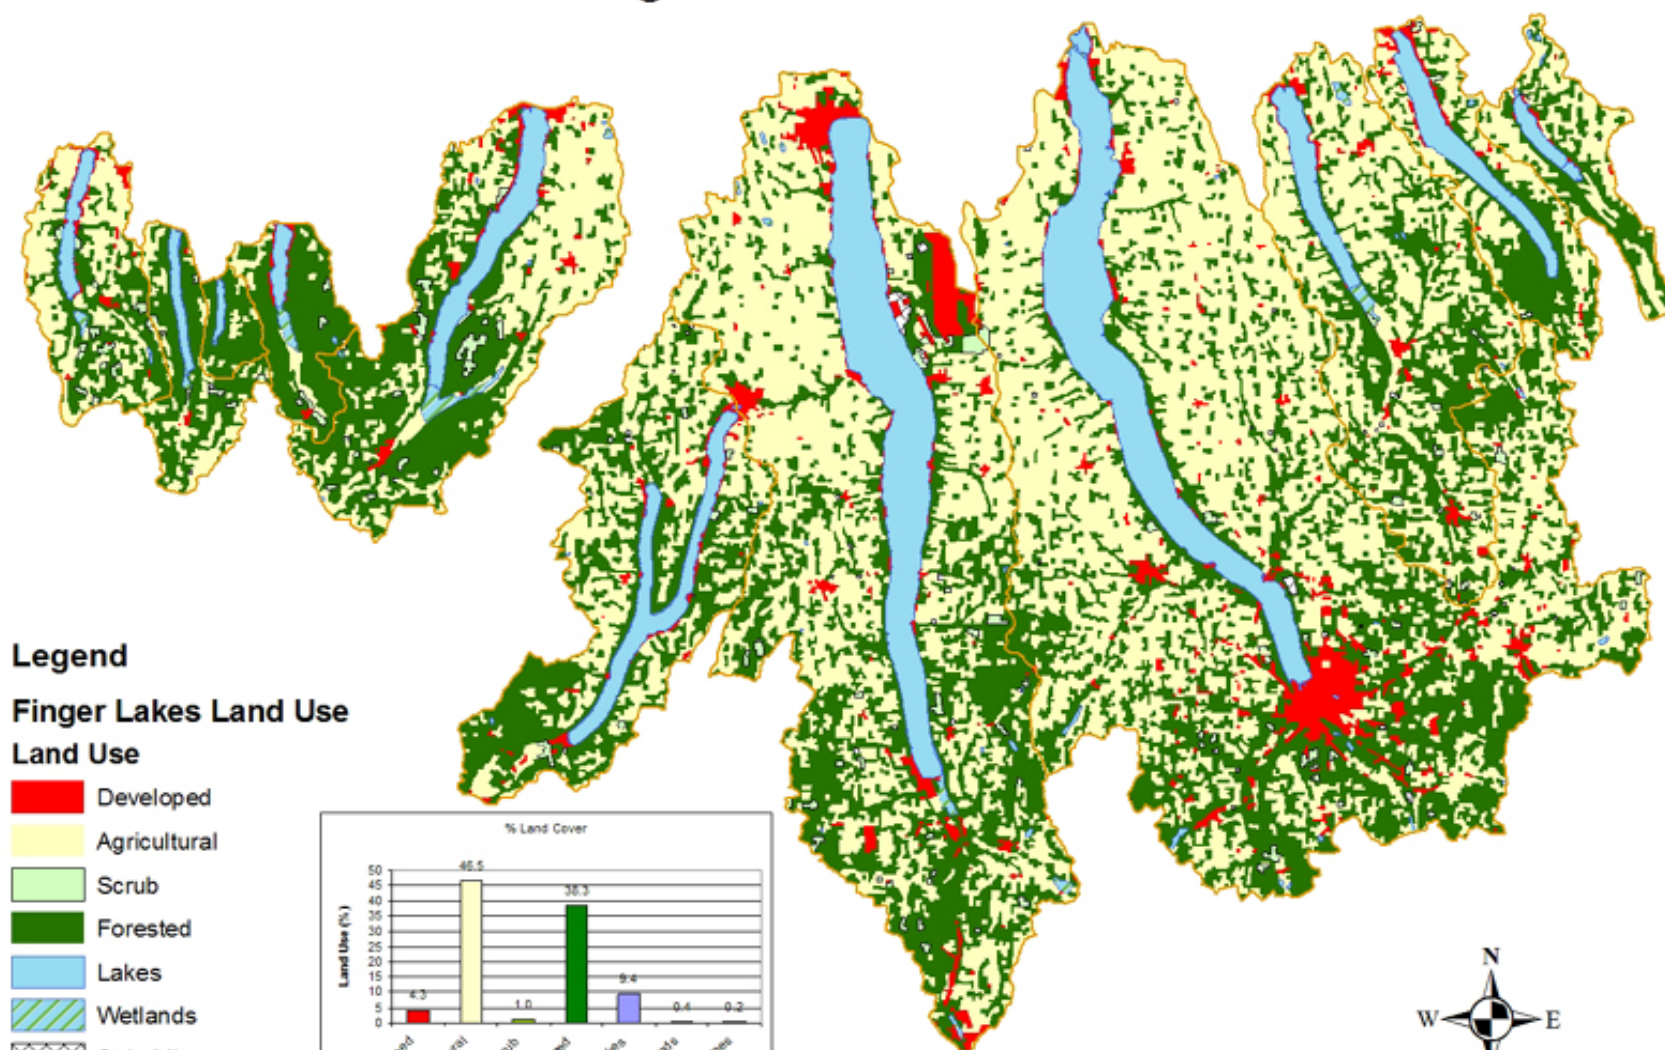 Legend
Finger Lakes Land Use
Land Use
Developed
Agricultural
Scrub
Forested
Lakes
Wetlands
% Land Cover
Land Use (%)
50
45
40
35
30
25
20
15
10
5
0
4.3
46.5
1.0
38.3
9.4
0.4
0.2
N
W E